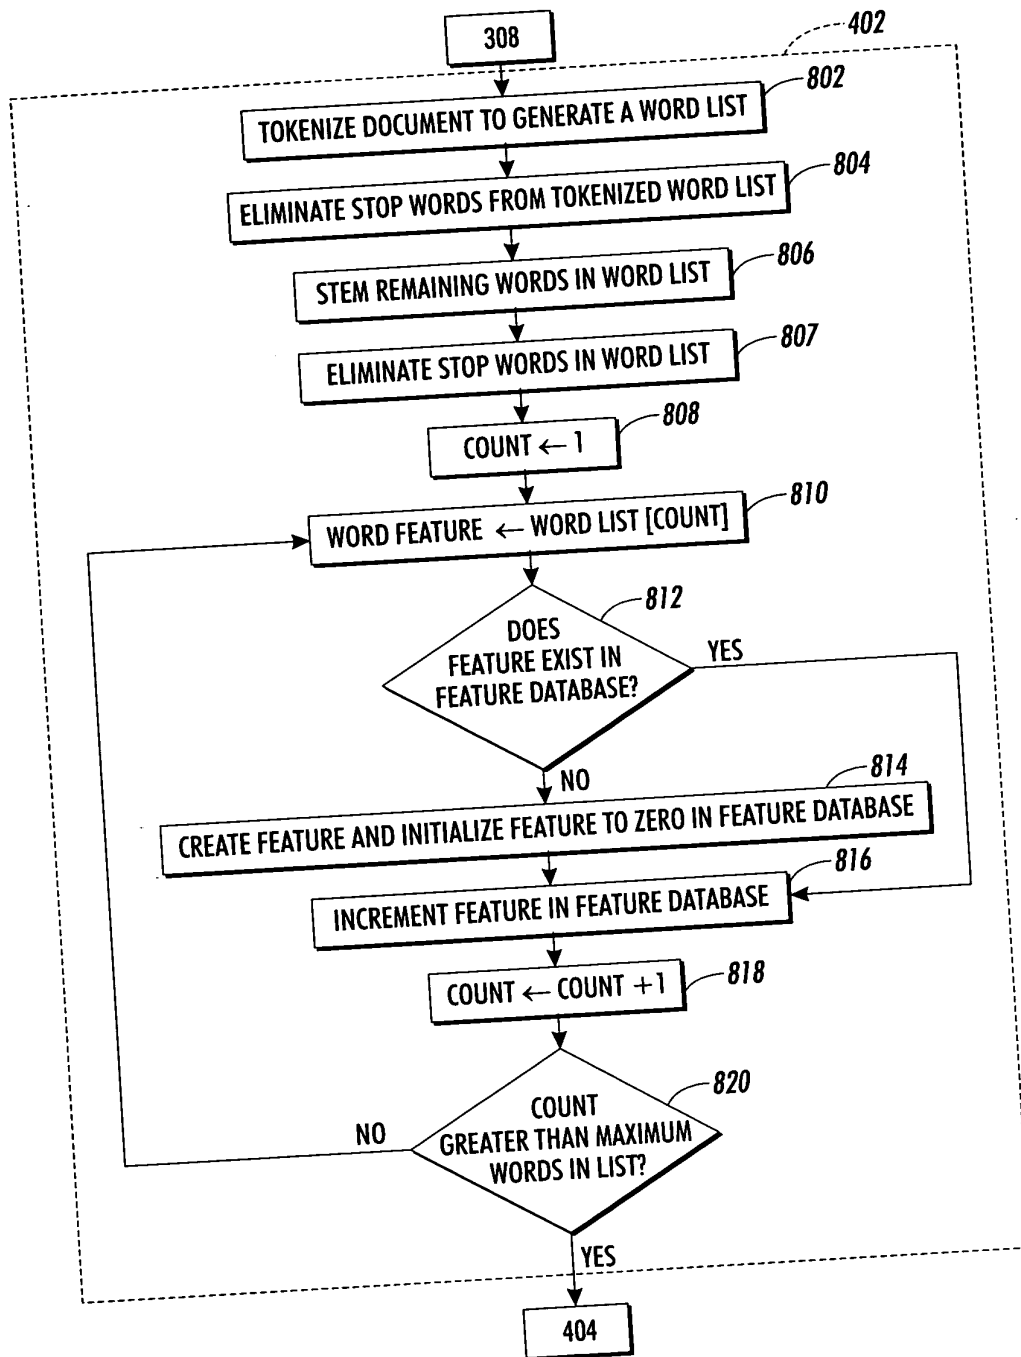 308
402
802
TOKENIZE DOCUMENT TO GENERATE A WORD LIST
804
ELIMINATE STOP WORDS FROM TOKENIZED WORD LIST
806
STEM REMAINING WORDS IN WORD LIST
807
ELIMINATE STOP WORDS IN WORD LIST
808
COUNT ← 1
810
WORD FEATURE ← WORD LIST [COUNT]
812
DOES
FEATURE EXIST IN
FEATURE DATABASE?
YES
NO
814
CREATE FEATURE AND INITIALIZE FEATURE TO ZERO IN FEATURE DATABASE
816
INCREMENT FEATURE IN FEATURE DATABASE
818
COUNT ← COUNT +1
820
COUNT
GREATER THAN MAXIMUM
WORDS IN LIST?
NO
YES
404